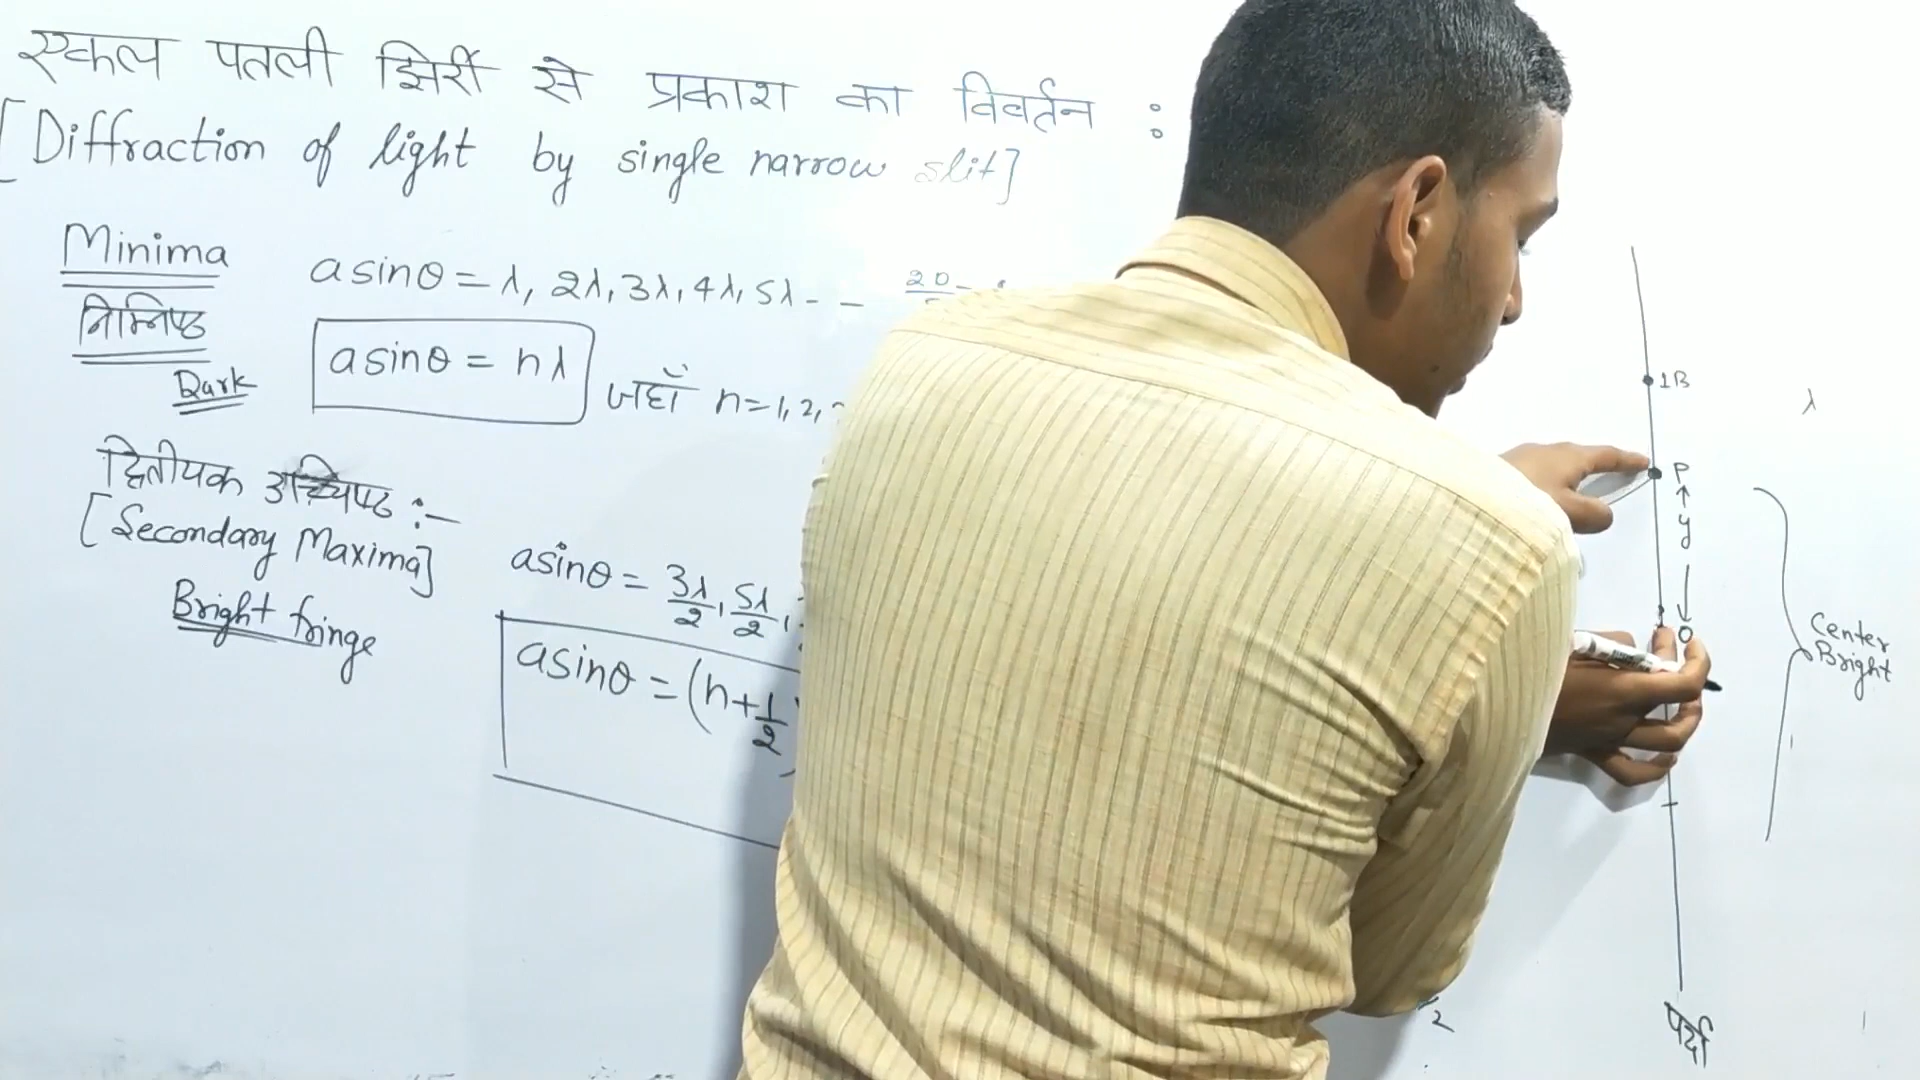 एकल पतली झिर्री से प्रकाश का विवर्तन :
[Diffraction of light by single narrow slit]
Minima
निम्निष्ठ
Dark
a sinθ = λ, 2λ, 3λ, 4λ, 5λ - -
a sinθ = nλ
जहाँ n=1, 2,
द्वितीयक उच्चिष्ठ :-
[Secondary Maxima]
Bright fringe
a sinθ = 3λ/2, 5λ/2,
a sinθ = (n+1/2
1B
λ
P
y
O
Center
Bright
2
पर्दा